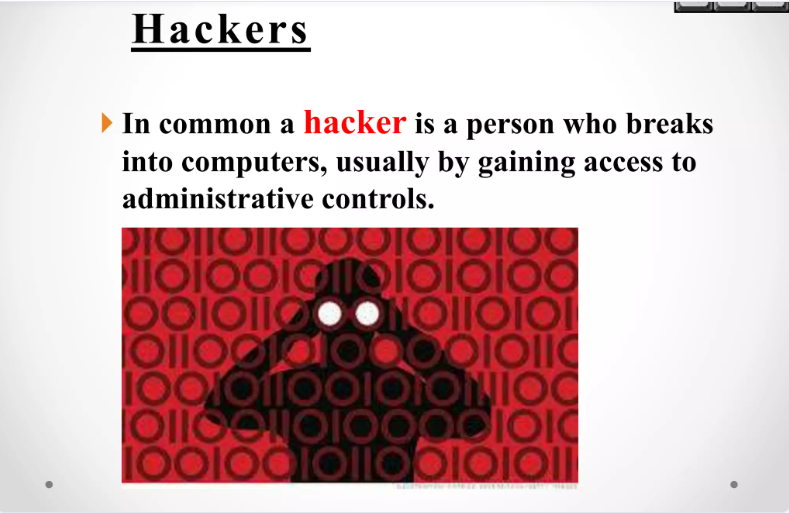 Hackers
In common a hacker is a person who breaks
into computers, usually by gaining access to
administrative controls.